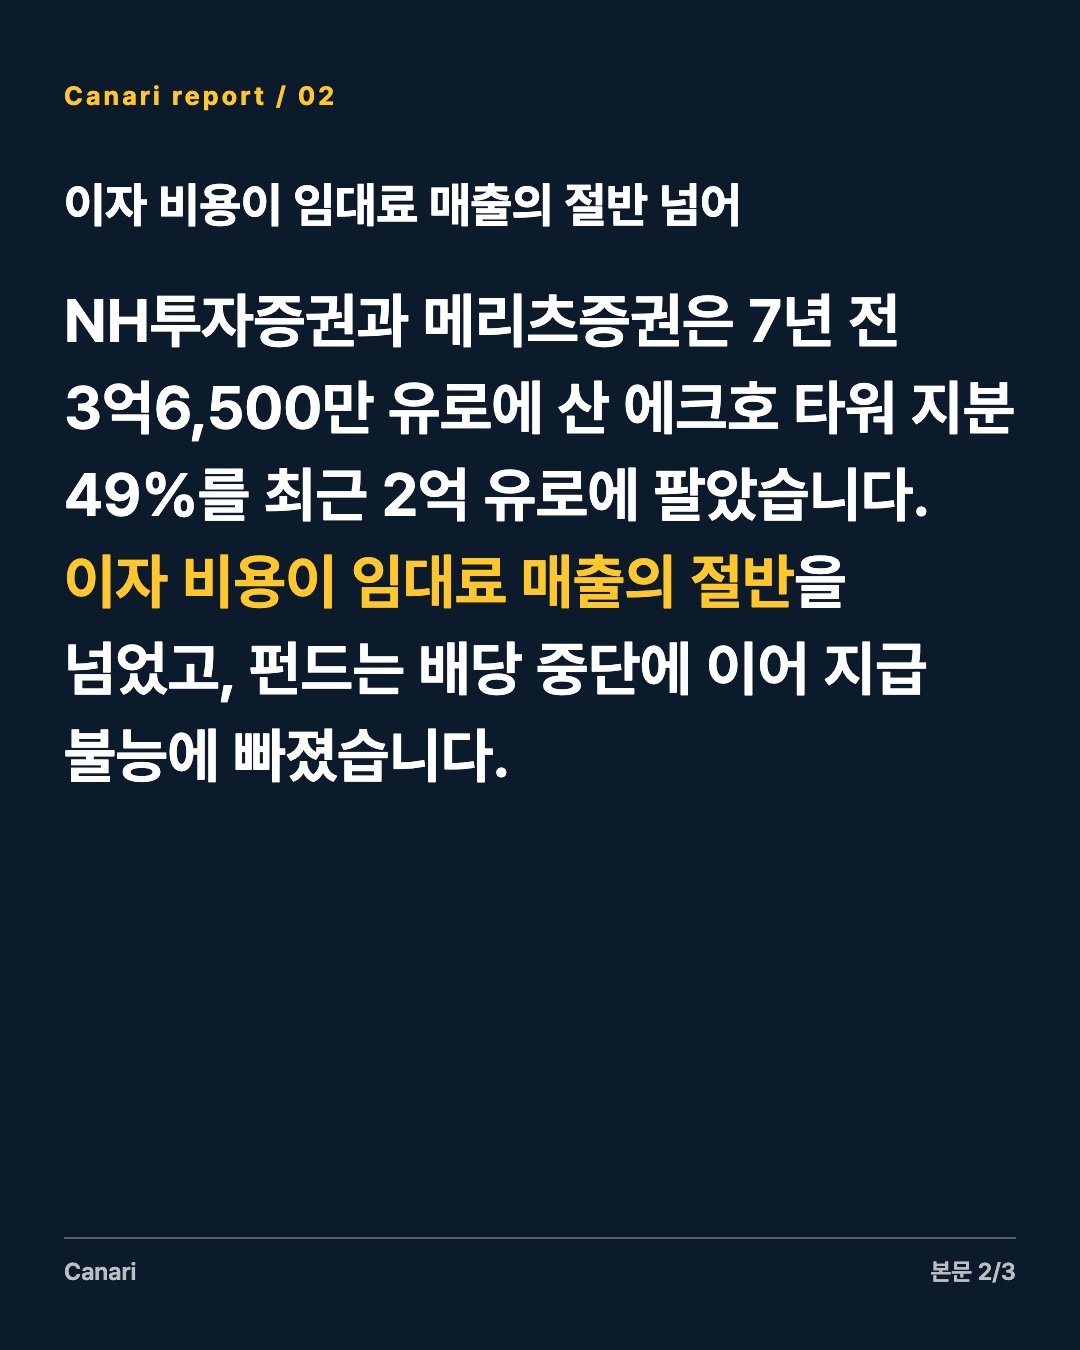 Canari report / 02
이자 비용이 임대료 매출의 절반 넘어
NH투자증권과 메리츠증권은 7년 전
3억6,500만 유로에 산 에크호 타워 지분
49%를 최근 2억 유로에 팔았습니다.
이자 비용이 임대료 매출의 절반을
넘었고, 펀드는 배당 중단에 이어 지급
불능에 빠졌습니다.
Canari
본문 2/3